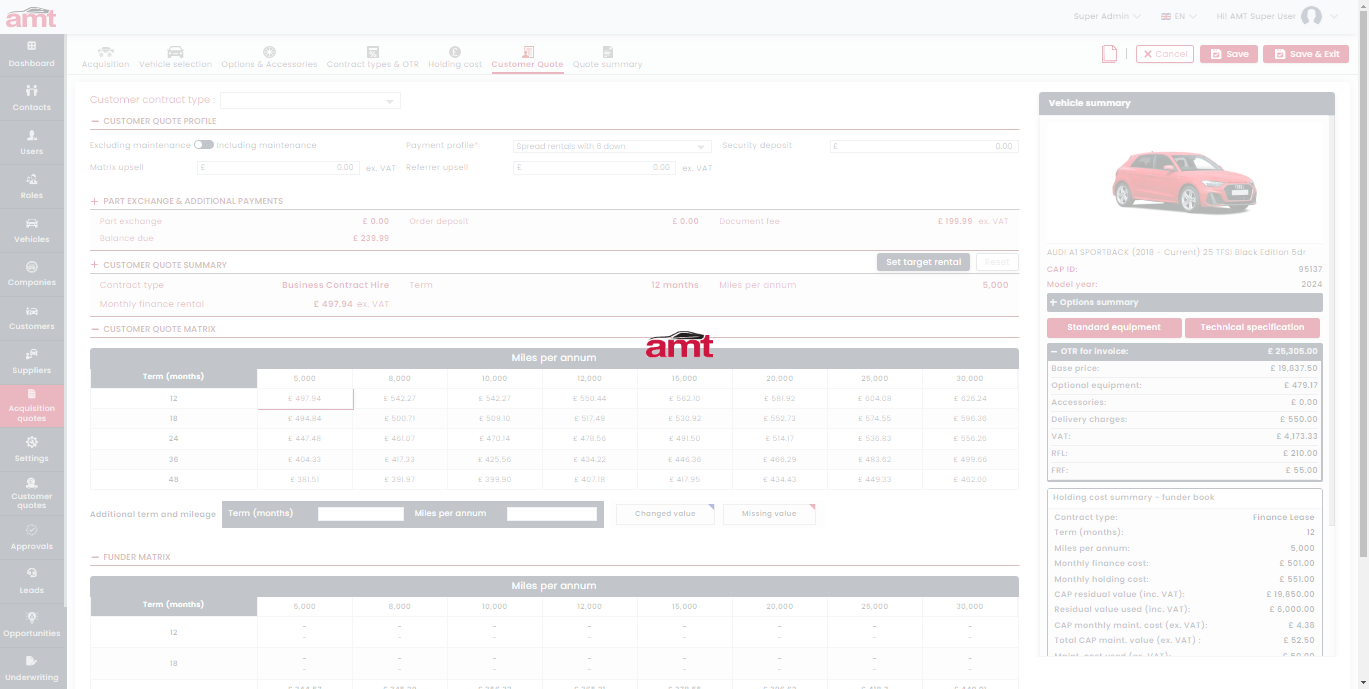 amt
Super Admin
EN
Hi! AMT Super User
Dashboard
Contacts
Users
Roles
Vehicles
Companies
Customers
Suppliers
Acquisition quotes
Settings
Customer quotes
Approvals
Leads
Opportunities
Underwriting
Acquisition Vehicle selection Options & Accessories Contract types & OTR Holding cost Customer Quote Quote summary
Cancel Save Save & Exit
Customer contract type :
CUSTOMER QUOTE PROFILE
Excluding maintenance Including maintenance Payment profile* Spread rentals with 6 down Security deposit £ 0.00
Matrix upsell £ 0.00 ex. VAT Referrer upsell £ 0.00 ex. VAT
PART EXCHANGE & ADDITIONAL PAYMENTS
Part exchange £ 0.00 Order deposit £ 0.00 Document fee £ 199.99 ex. VAT
Balance due £ 239.99
CUSTOMER QUOTE SUMMARY Set target rental Reset
Contract type Business Contract Hire Term 12 months Miles per annum 5,000
Monthly finance rental £ 497.94 ex. VAT
CUSTOMER QUOTE MATRIX
amt
Miles per annum
Term (months)
5,000 8,000 10,000 12,000 15,000 20,000 25,000 30,000
12 £ 497.94 £ 542.27 £ 542.27 £ 550.44 £ 562.10 £ 581.92 £ 604.08 £ 626.24
18 £ 494.84 £ 500.71 £ 509.10 £ 517.49 £ 530.92 £ 552.73 £ 574.55 £ 596.36
24 £ 447.48 £ 461.07 £ 470.14 £ 478.56 £ 491.50 £ 514.17 £ 536.83 £ 556.26
36 £ 404.33 £ 417.33 £ 425.56 £ 434.22 £ 448.36 £ 466.29 £ 483.62 £ 499.66
48 £ 381.51 £ 391.97 £ 399.90 £ 407.18 £ 417.95 £ 434.43 £ 449.33 £ 462.00
Additional term and mileage Term (months) Miles per annum Changed value Missing value
FUNDER MATRIX
Miles per annum
Term (months)
5,000 8,000 10,000 12,000 15,000 20,000 25,000 30,000
12 - - - - - - - -
- - - - - - - -
18 - - - - - - - -
- - - - - - - -
Vehicle summary
AUDI A1 SPORTBACK (2018 - Current) 25 TFSI Black Edition 5dr
CAP ID: 95137
Model year: 2024
+ Options summary
Standard equipment Technical specification
OTR for invoice: £ 25,305.00
Base price: £ 19,837.50
Optional equipment: £ 479.17
Accessories: £ 0.00
Delivery charges: £ 550.00
VAT: £ 4,173.33
RFL: £ 210.00
FRF: £ 55.00
Holding cost summary - funder book
Contract type: Finance Lease
Term (months): 12
Miles per annum: 5,000
Monthly finance cost: £ 501.00
Monthly holding cost: £ 551.00
CAP residual value (inc. VAT): £ 19,850.00
Residual value used (inc. VAT): £ 6,000.00
CAP monthly maint. cost (ex. VAT): £ 4.38
Total CAP maint. value (ex. VAT) : £ 52.50